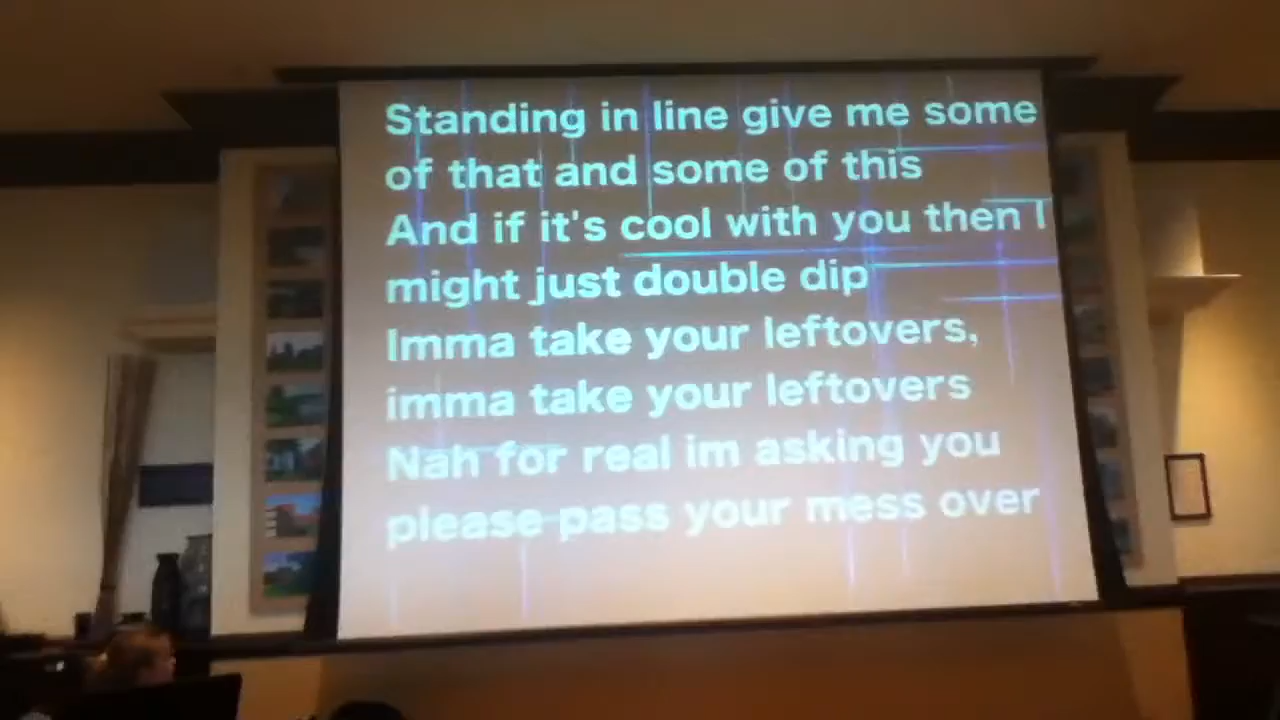 Standing in line give me some
of that and some of this
And if it's cool with you then I
might just double dip
Imma take your leftovers,
imma take your leftovers
Nah for real im asking you
please pass your mess over